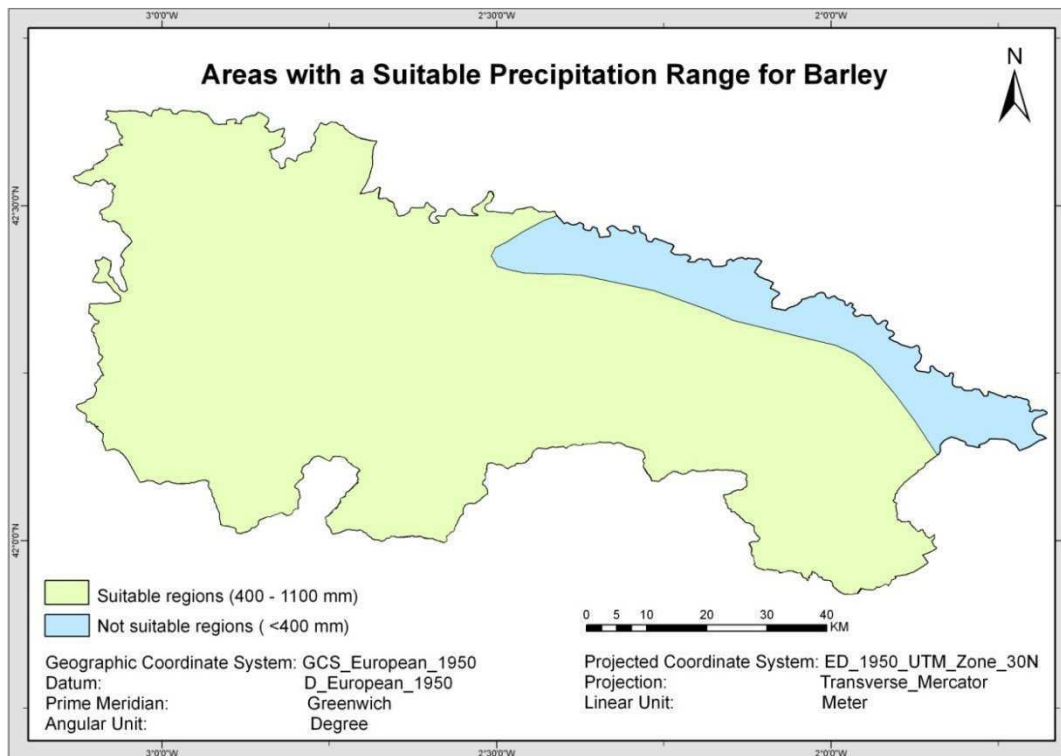 3°0'0"W 2°30'0"W 2°0'0"W
Areas with a Suitable Precipitation Range for Barley
N
42°30'0"N
42°0'0"N
Suitable regions (400 - 1100 mm)
Not suitable regions ( <400 mm)
0 5 10 20 30 40
KM
Geographic Coordinate System: GCS_European_1950
Datum: D_European_1950
Prime Meridian: Greenwich
Angular Unit: Degree
Projected Coordinate System: ED_1950_UTM_Zone_30N
Projection: Transverse_Mercator
Linear Unit: Meter
3°0'0"W 2°30'0"W 2°0'0"W